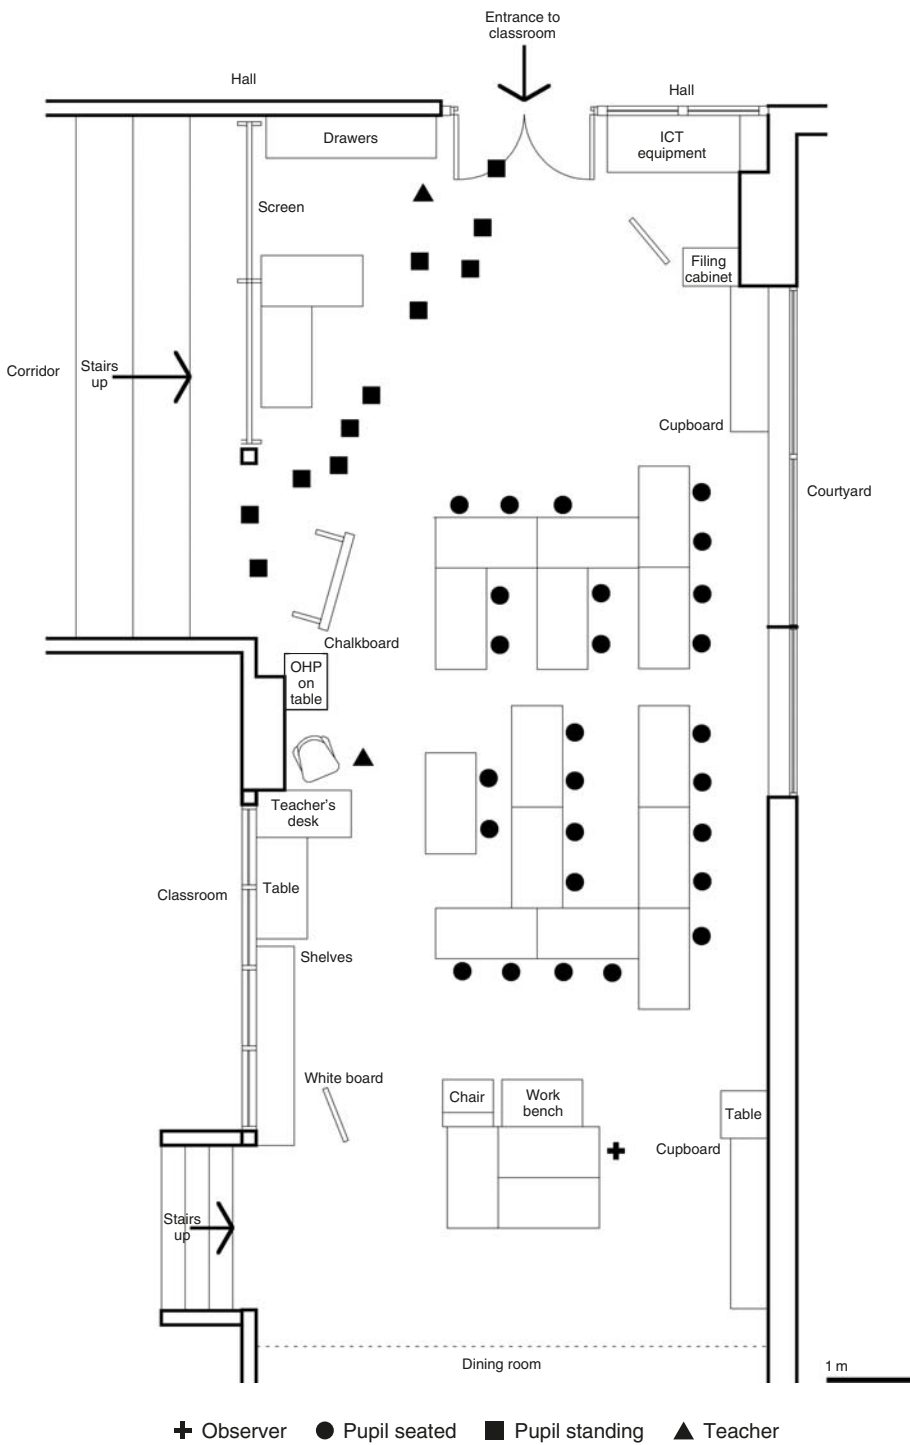 Entrance to
classroom
Hall
Hall
Drawers
ICT
equipment
Screen
Filing
cabinet
Corridor
Stairs
up
Cupboard
Courtyard
Chalkboard
OHP
on
table
Teacher's
desk
Classroom
Table
Shelves
White board
Chair
Work
bench
Table
Cupboard
Stairs
up
Dining room
1 m
Observer
Pupil seated
Pupil standing
Teacher